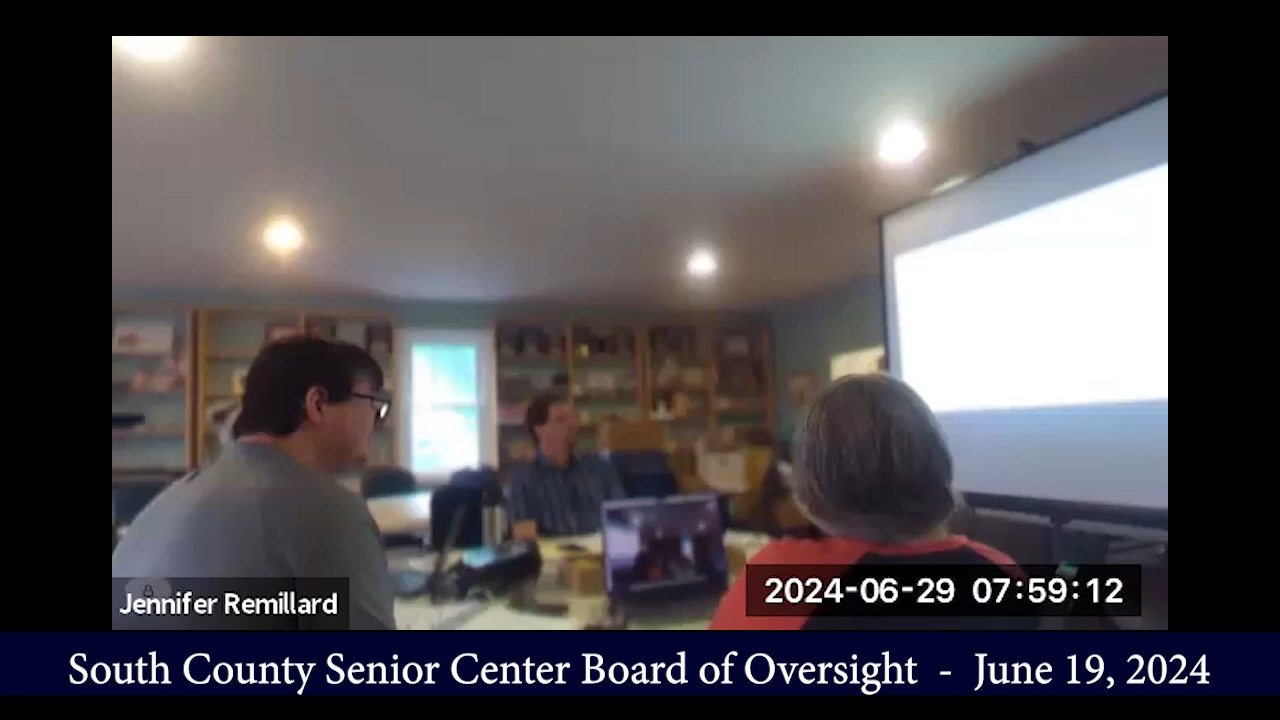 Jennifer Remillard
2024-06-29 07:59:12
South County Senior Center Board of Oversight - June 19, 2024